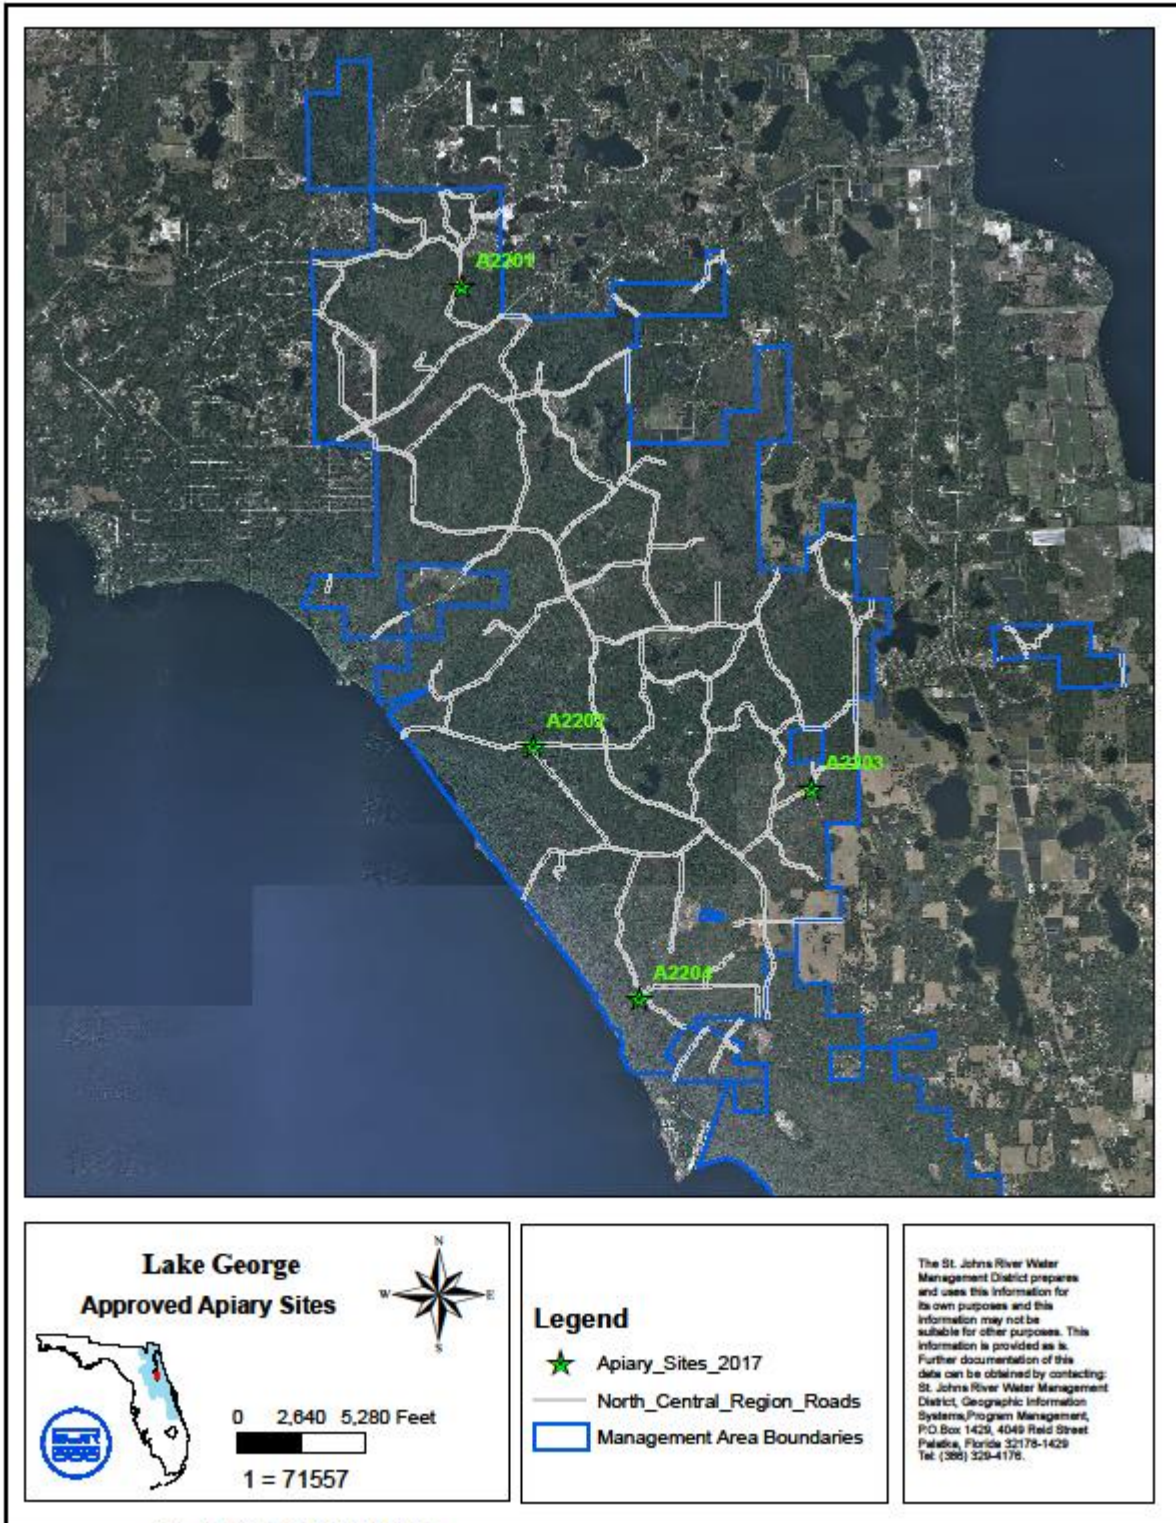 A2201
A2202
A2203
A2204
Lake George
Approved Apiary Sites
N
W
E
S
0 2,640 5,280 Feet
1 = 71557
Legend
Apiary_Sites_2017
North_Central_Region_Roads
Management Area Boundaries
The St. Johns River Water
Management District prepares
and uses this information for
its own purposes and this
information may not be
suitable for other purposes. This
information is provided as is.
Further documentation of this
data can be obtained by contacting:
St. Johns River Water Management
District, Geographic Information
Systems,Program Management,
P.O.Box 1429, 4049 Reid Street
Palatka, Florida 32178-1429
Tel: (386) 329-4176.